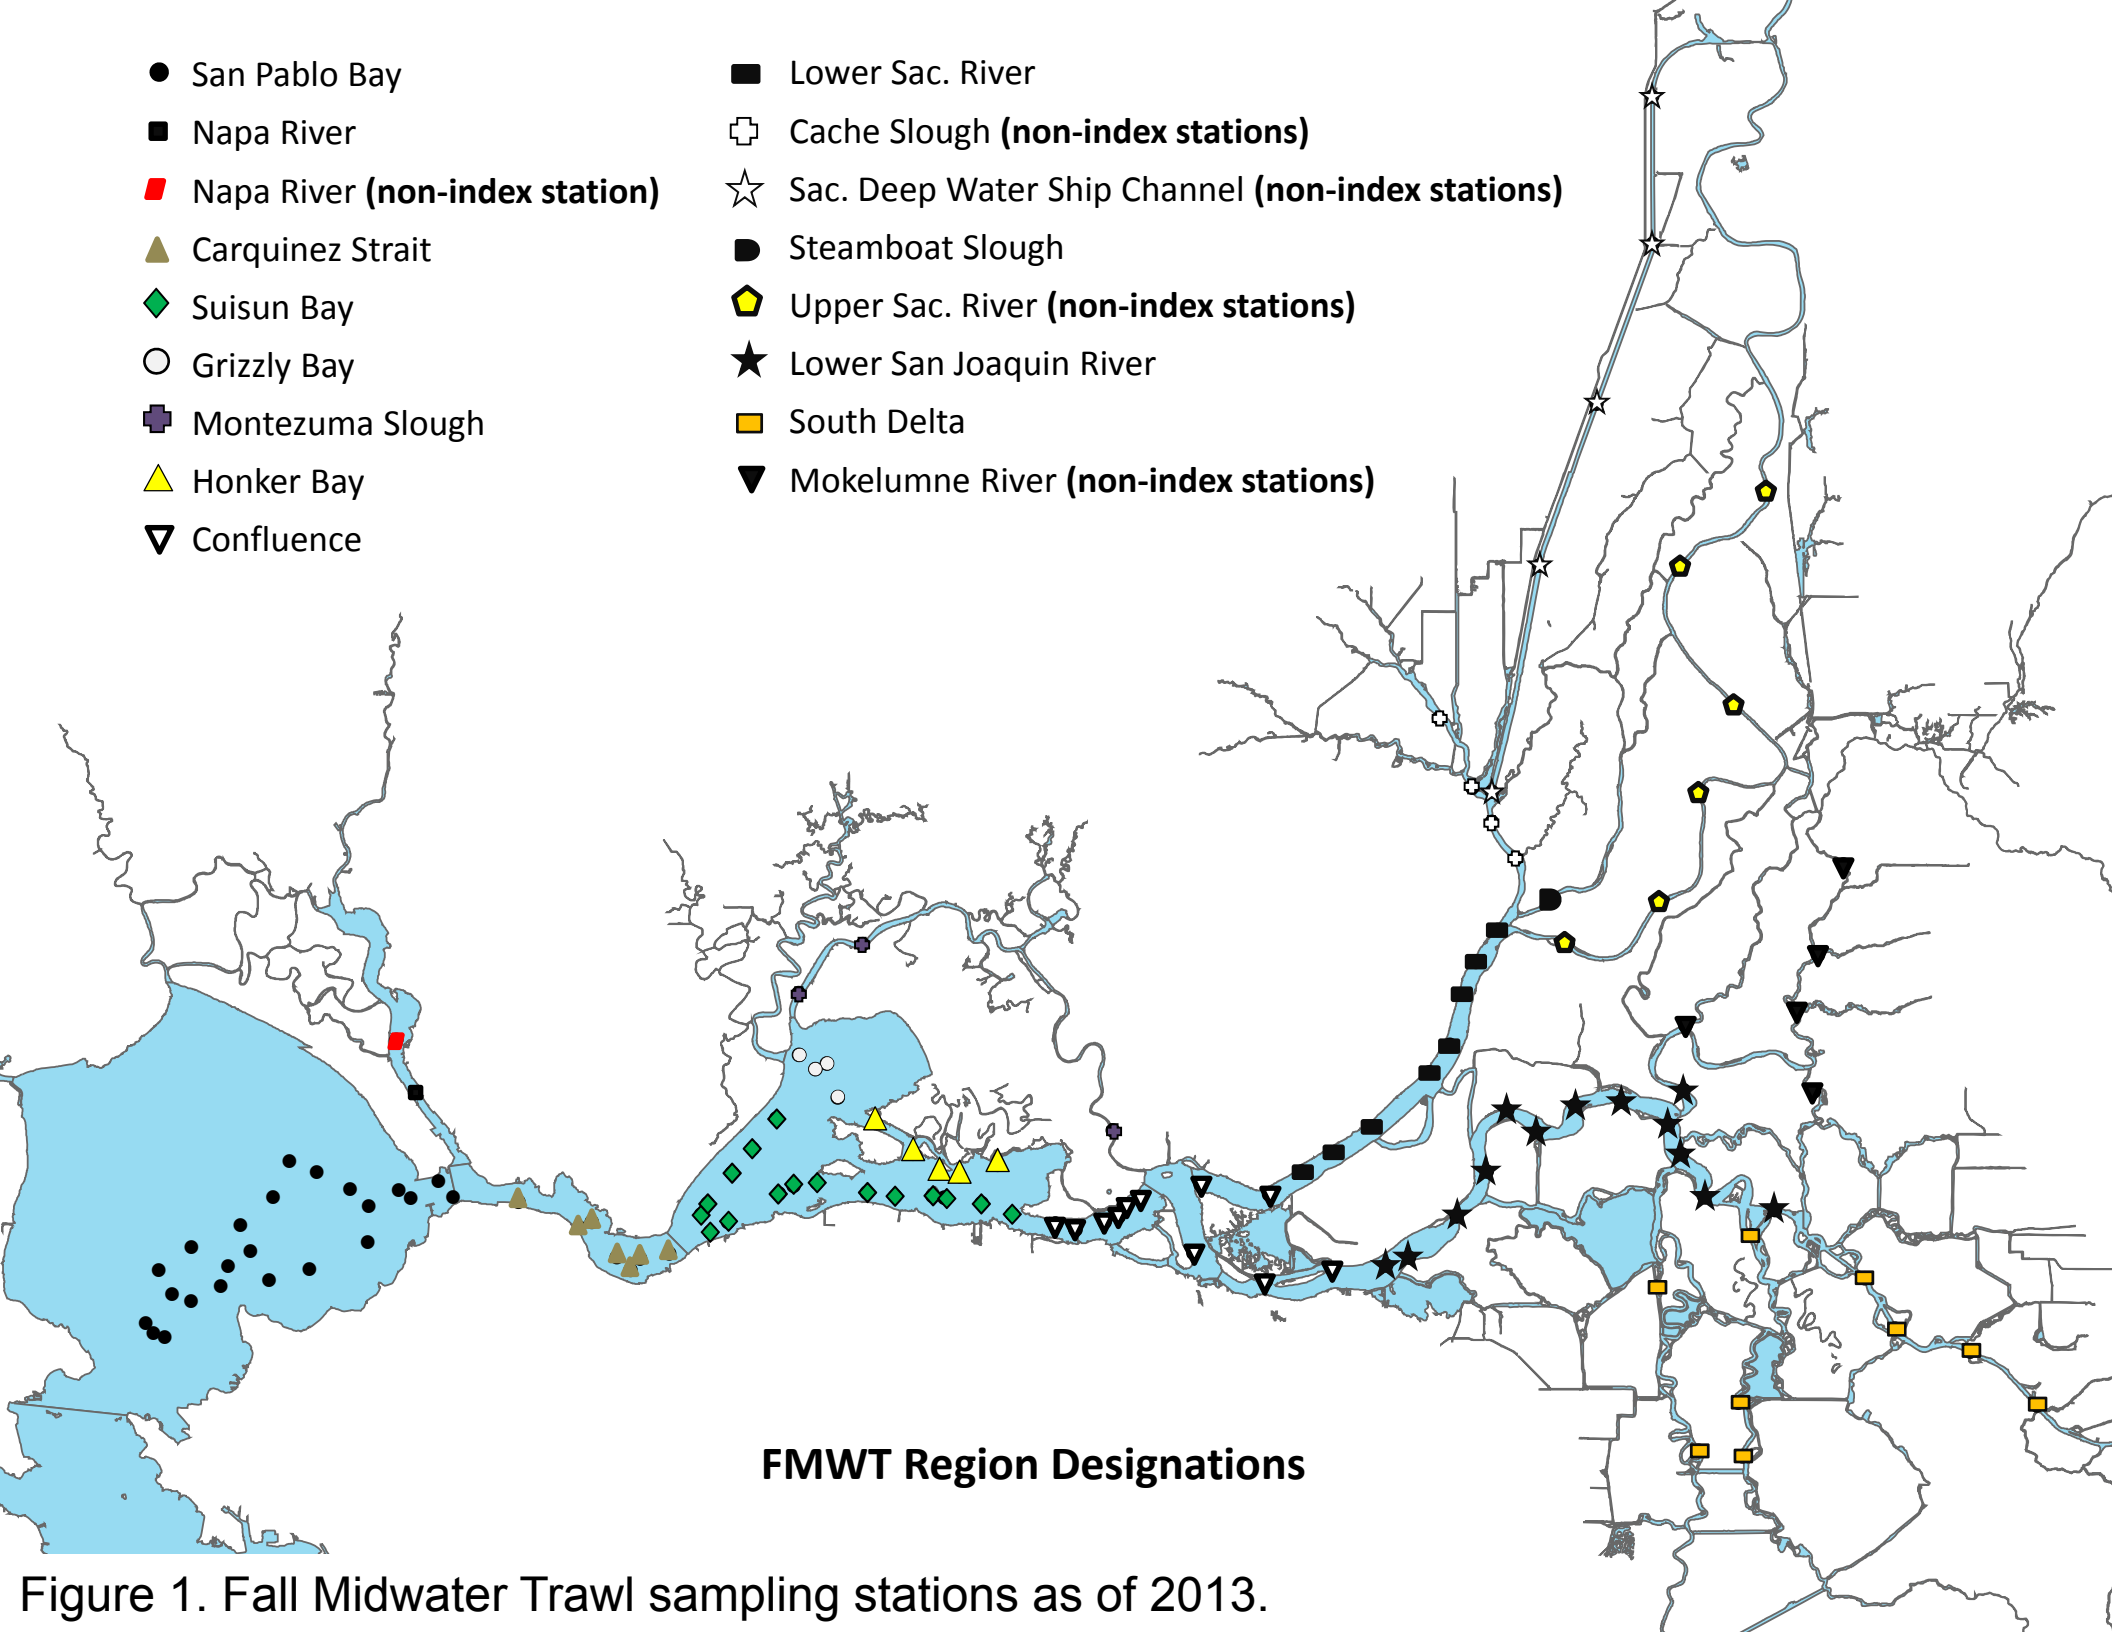 San Pablo Bay
Napa River
Napa River (non-index station)
Carquinez Strait
Suisun Bay
Grizzly Bay
Montezuma Slough
Honker Bay
Confluence
Lower Sac. River
Cache Slough (non-index stations)
Sac. Deep Water Ship Channel (non-index stations)
Steamboat Slough
Upper Sac. River (non-index stations)
Lower San Joaquin River
South Delta
Mokelumne River (non-index stations)
FMWT Region Designations
Figure 1. Fall Midwater Trawl sampling stations as of 2013.